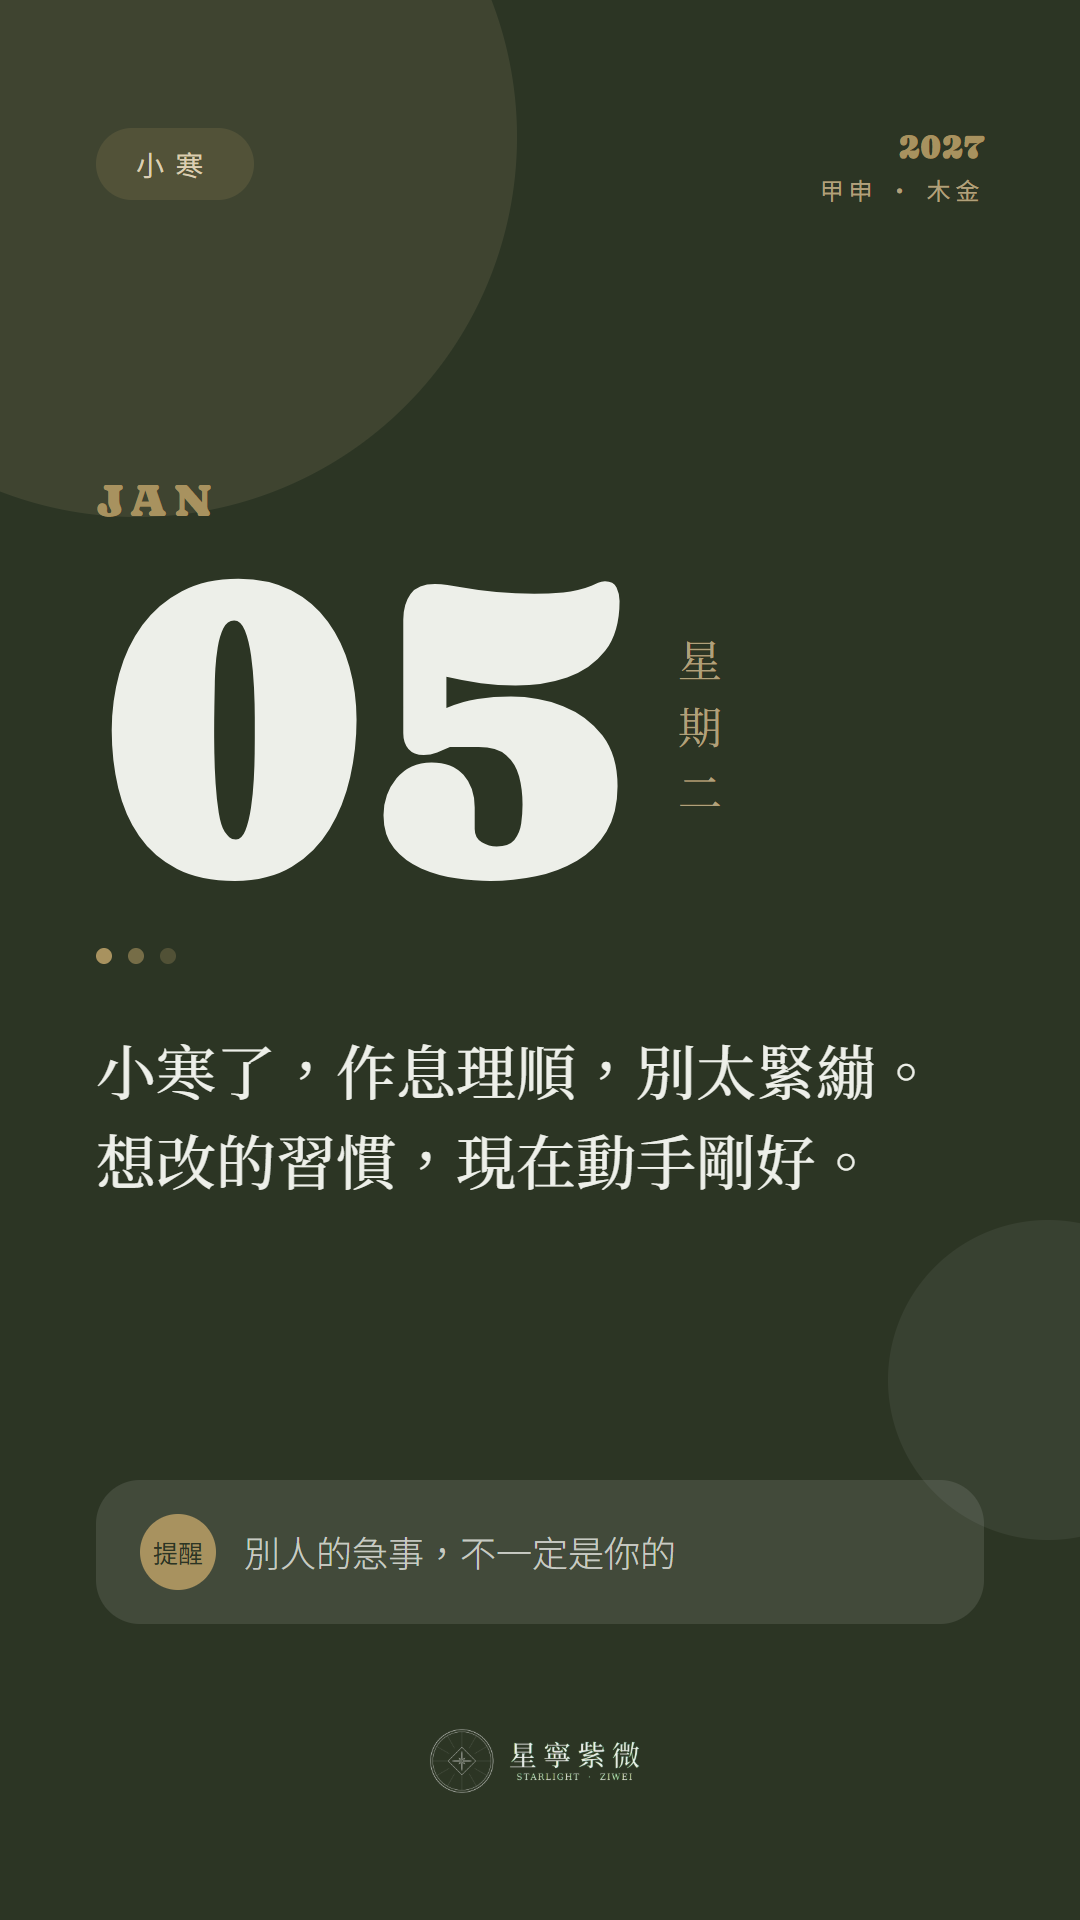 小寒
2027
甲申 · 木金
JAN
05
星期二
小寒了，作息理順，別太緊繃。
想改的習慣，現在動手剛好。
提醒
別人的急事，不一定是你的
星寧紫微
STARLIGHT · ZIWEI